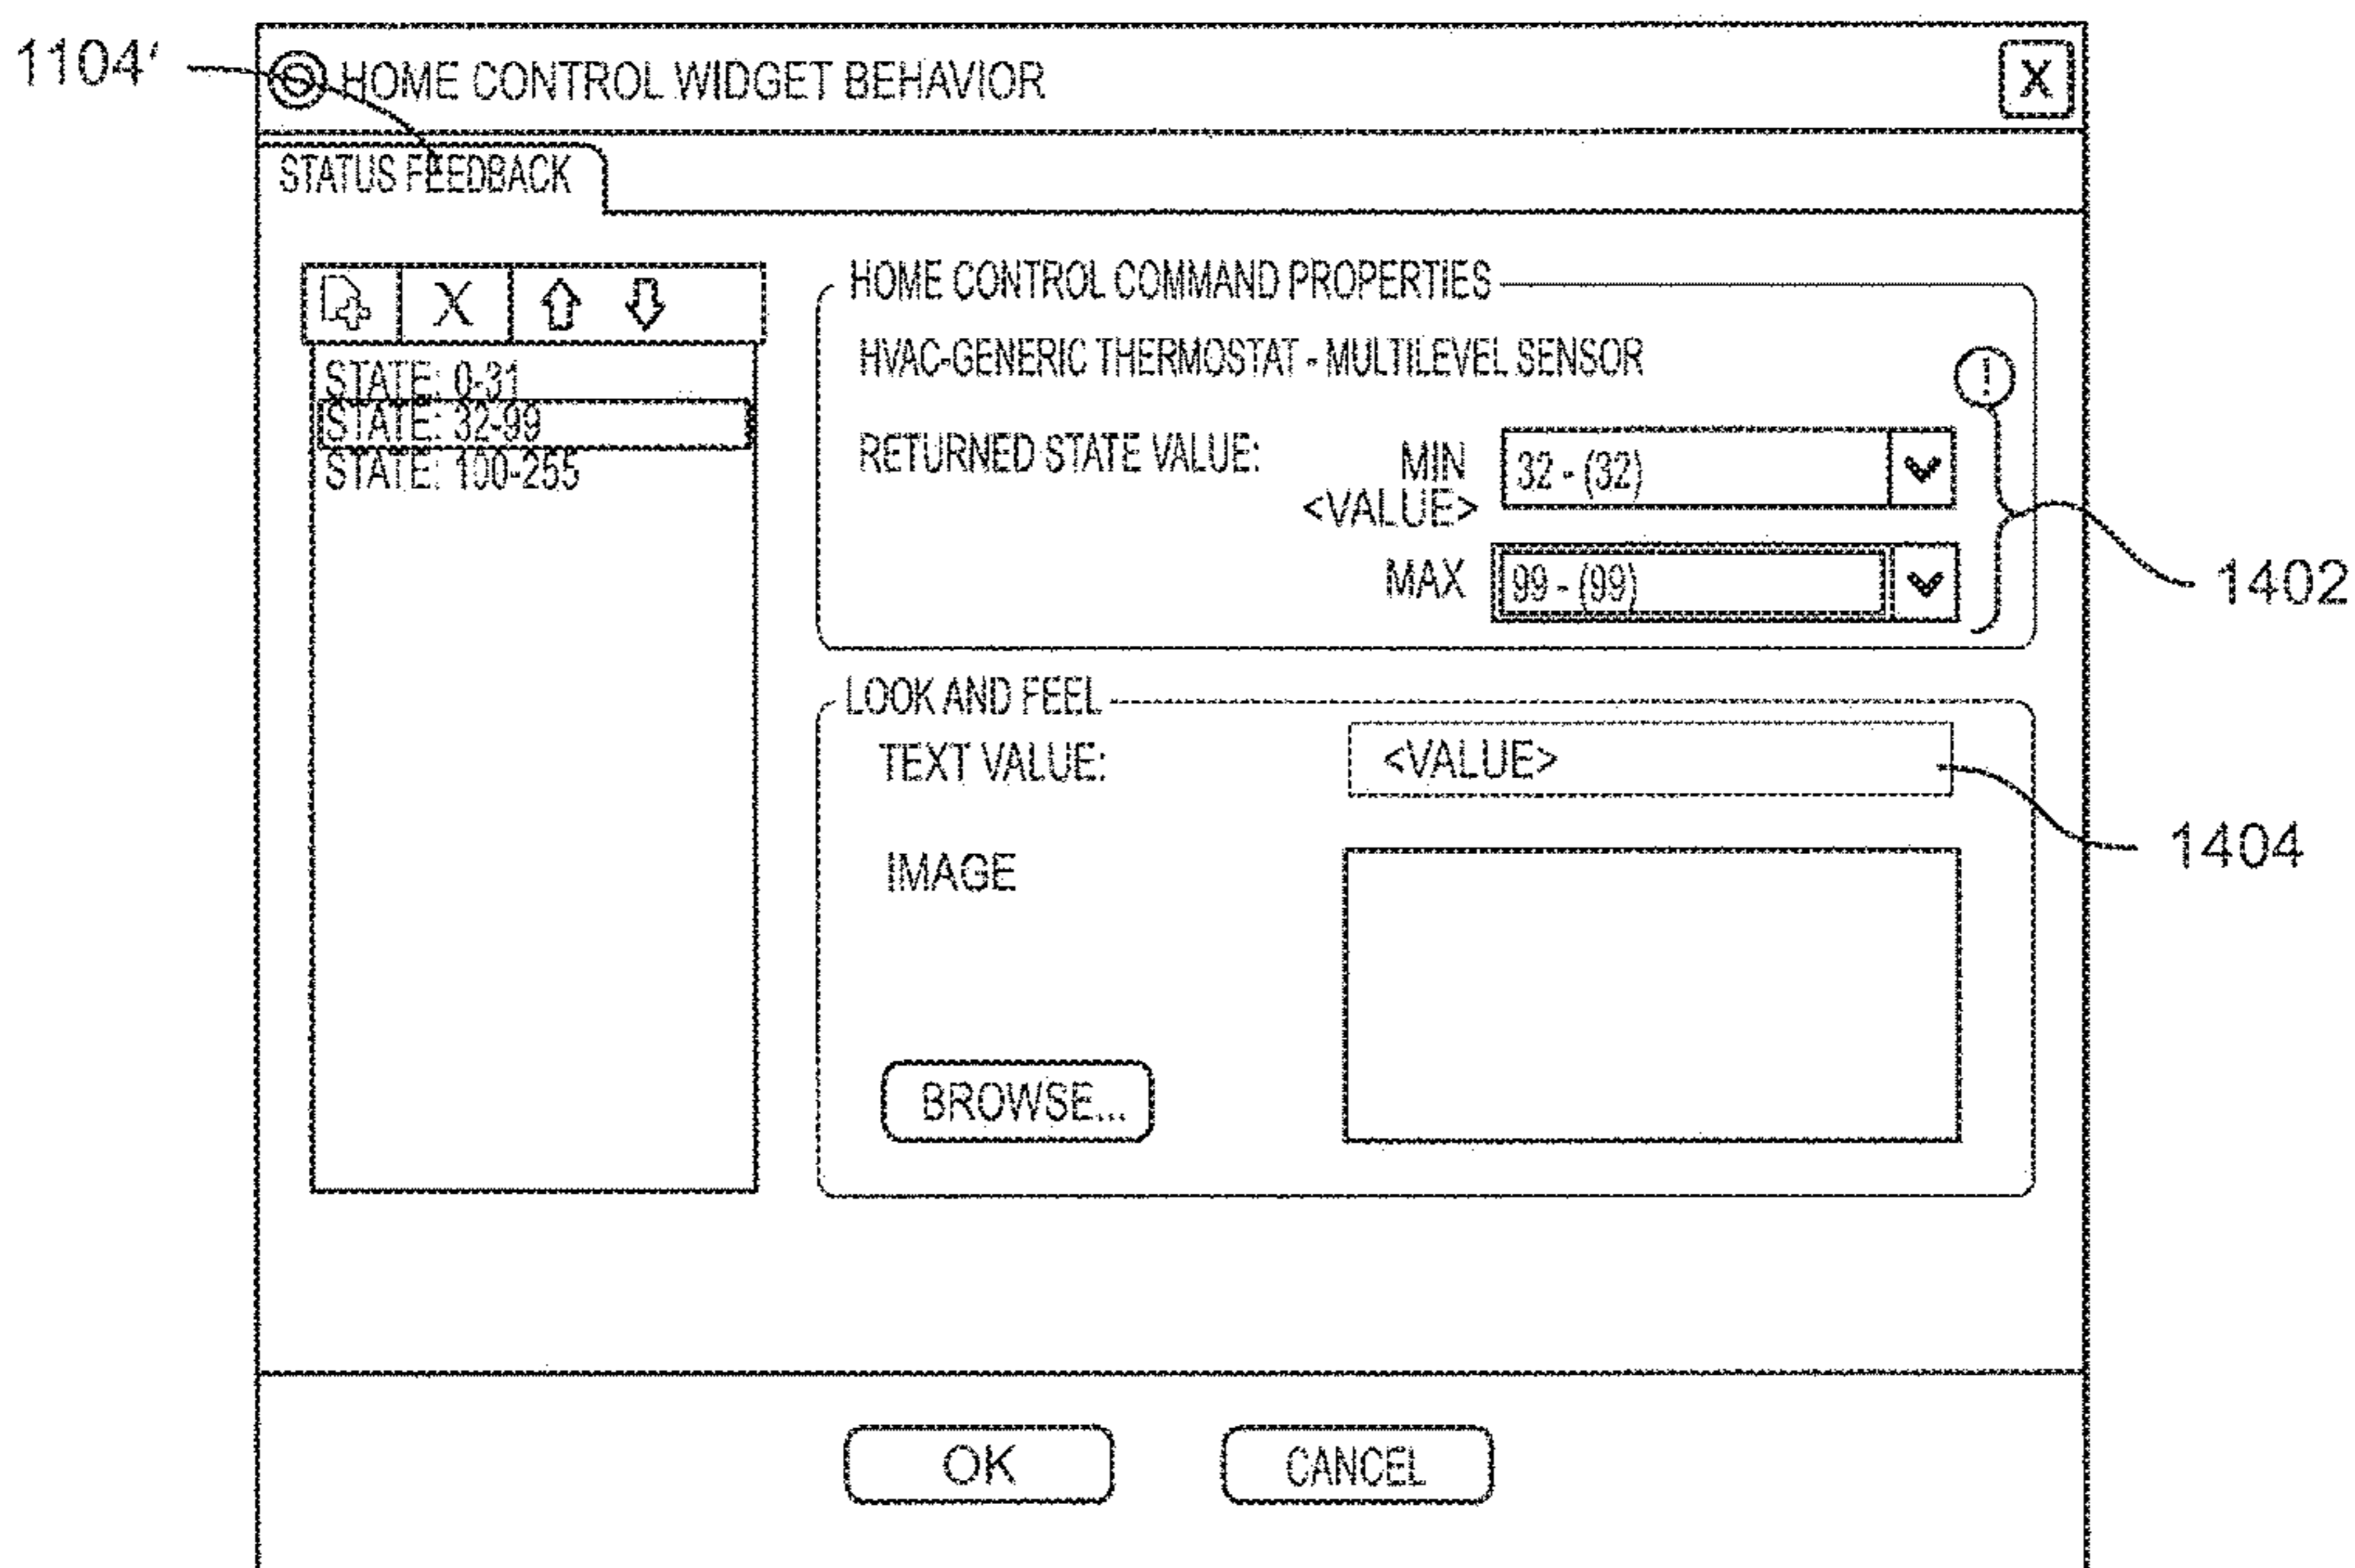 1104'
HOME CONTROL WIDGET BEHAVIOR
X
STATUS FEEDBACK
X
STATE: 0-31
STATE: 32-99
STATE: 100-255
HOME CONTROL COMMAND PROPERTIES
HVAC-GENERIC THERMOSTAT - MULTILEVEL SENSOR
!
RETURNED STATE VALUE:
MIN
32 - (32)
<VALUE>
MAX
99 - (99)
1402
LOOK AND FEEL
TEXT VALUE:
<VALUE>
1404
IMAGE
BROWSE...
OK
CANCEL